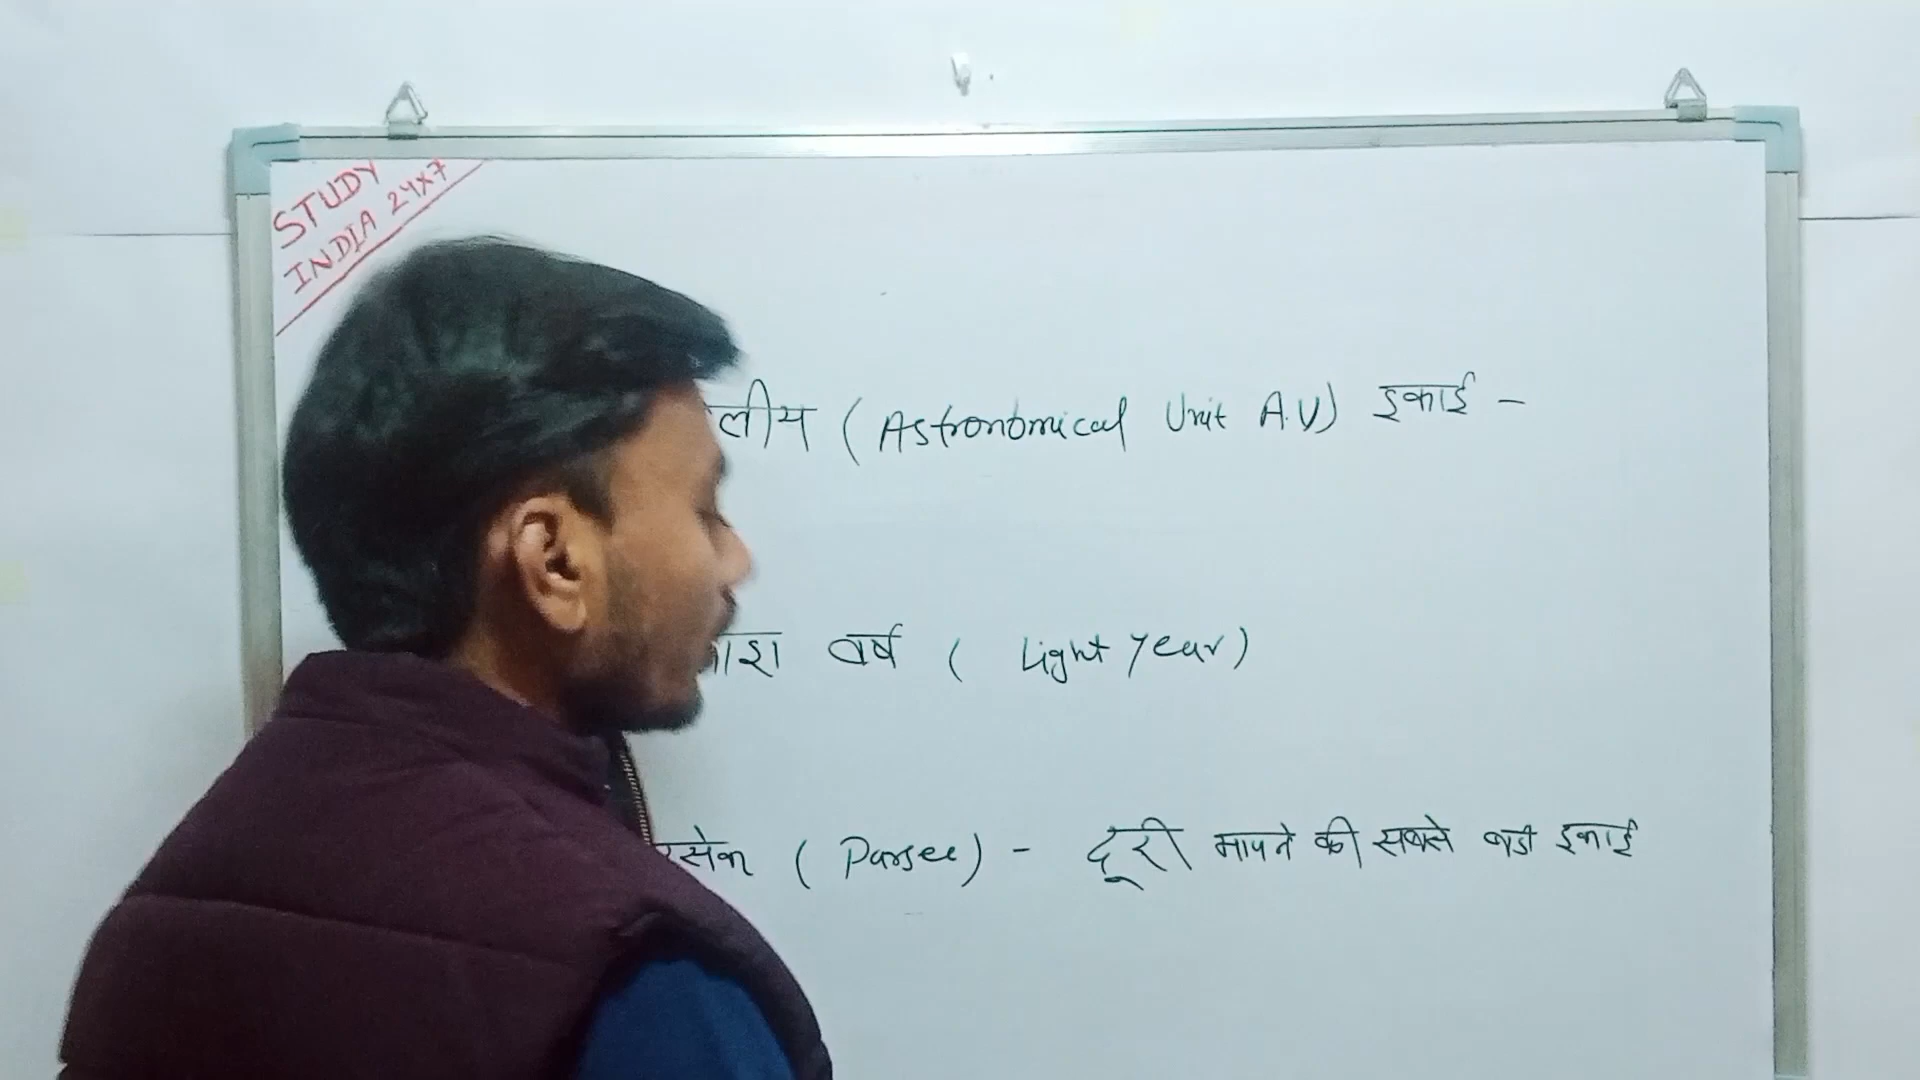 STUDY
INDIA 24x7
लीय (Astronomical Unit A.U) इकाई -
ाश वर्ष ( Light year)
रसेक ( Parsec) - दूरी मापने की सबसे बडी इकाई